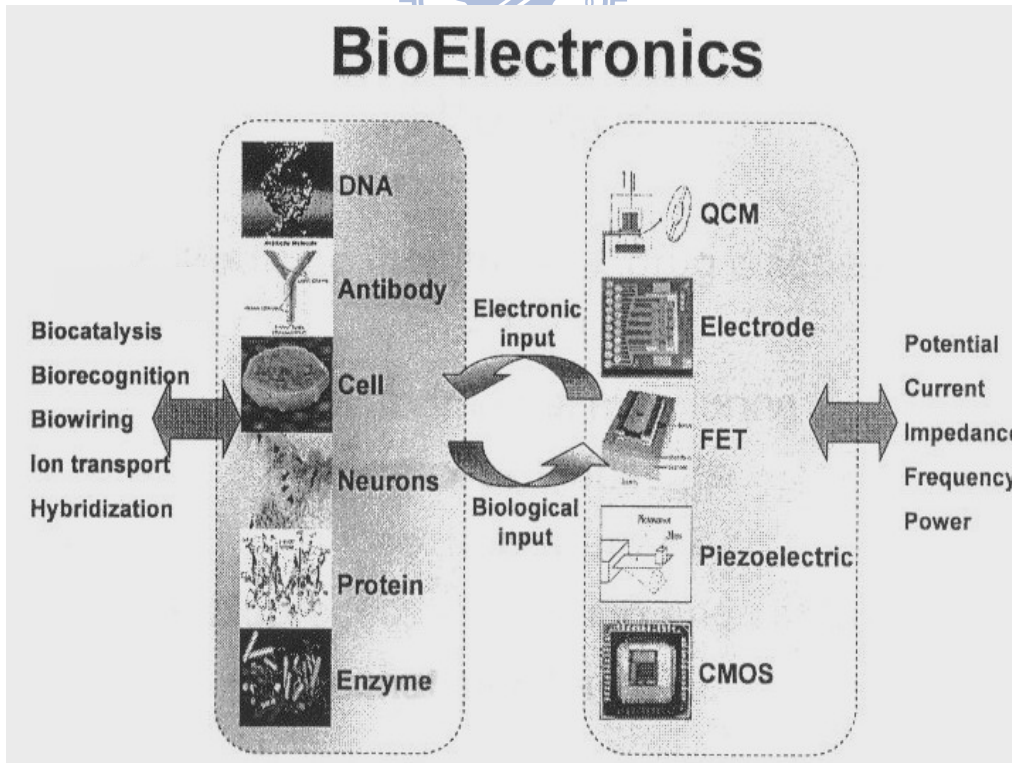 BioElectronics
Biocatalysis
Biorecognition
Biowiring
Ion transport
Hybridization
DNA
Antibody
Cell
Neurons
Protein
Enzyme
Electronic
input
Biological
input
QCM
Electrode
FET
Piezoelectric
CMOS
Potential
Current
Impedance
Frequency
Power